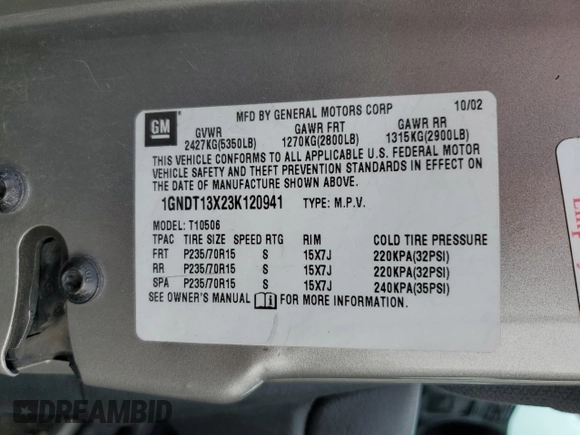 MFD BY GENERAL MOTORS CORP 10/02
GM
GVWR GAWR FRT GAWR RR
2427KG(5350LB) 1270KG(2800LB) 1315KG(2900LB)
THIS VEHICLE CONFORMS TO ALL APPLICABLE U.S. FEDERAL MOTOR
VEHICLE SAFETY AND THEFT PREVENTION STANDARDS IN EFFECT ON
THE DATE OF MANUFACTURE SHOWN ABOVE.
1GNDT13X23K120941 TYPE: M.P.V.
MODEL: T10506
TPAC TIRE SIZE SPEED RTG RIM COLD TIRE PRESSURE
FRT P235/70R15 S 15X7J 220KPA(32PSI)
RR P235/70R15 S 15X7J 220KPA(32PSI)
SPA P235/70R15 S 15X7J 240KPA(35PSI)
SEE OWNER'S MANUAL FOR MORE INFORMATION.
DREAMBID